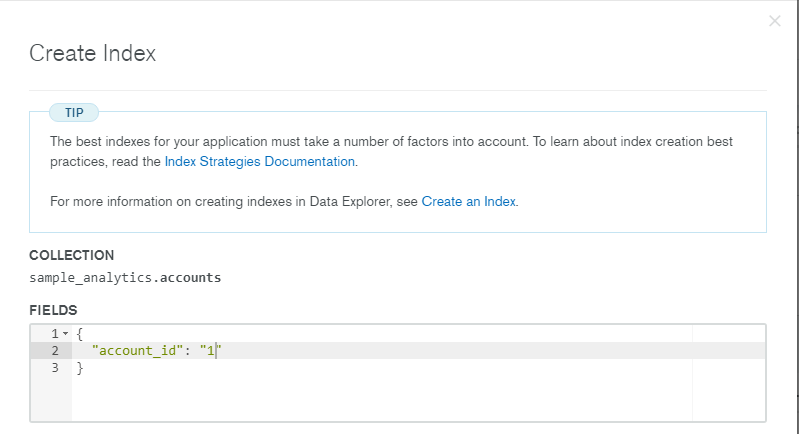 ×
Create Index
TIP
The best indexes for your application must take a number of factors into account. To learn about index creation best
practices, read the Index Strategies Documentation.
For more information on creating indexes in Data Explorer, see Create an Index.
COLLECTION
sample_analytics.accounts
FIELDS
1 {
2 "account_id": "1"
3 }